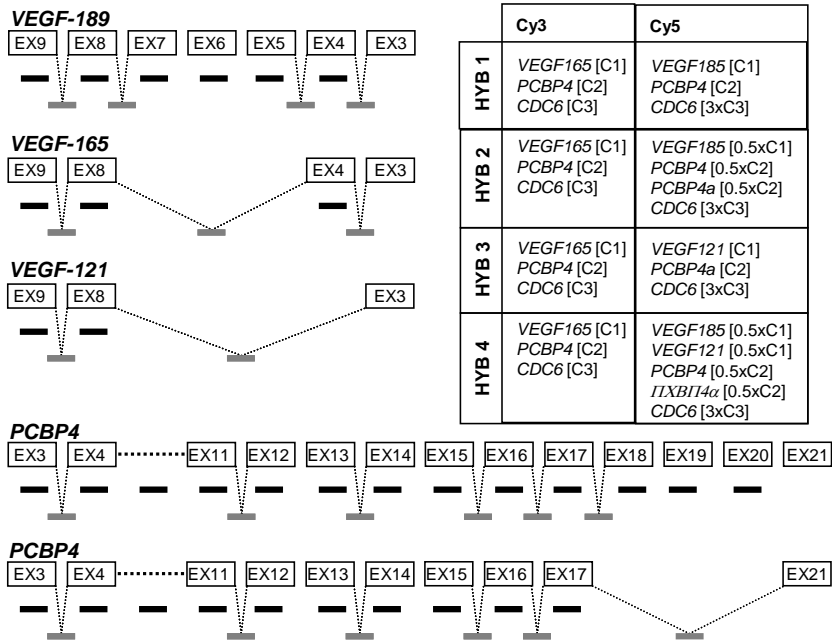 VEGF-189
EX9 EX8 EX7 EX6 EX5 EX4 EX3
VEGF-165
EX9 EX8 EX4 EX3
VEGF-121
EX9 EX8 EX3
Cy3 Cy5
HYB 1
VEGF165 [C1] VEGF185 [C1]
PCBP4 [C2] PCBP4 [C2]
CDC6 [C3] CDC6 [3xC3]
HYB 2
VEGF165 [C1] VEGF185 [0.5xC1]
PCBP4 [C2] PCBP4 [0.5xC2]
CDC6 [C3] PCBP4a [0.5xC2]
CDC6 [3xC3]
HYB 3
VEGF165 [C1] VEGF121 [C1]
PCBP4 [C2] PCBP4a [C2]
CDC6 [C3] CDC6 [3xC3]
HYB 4
VEGF165 [C1] VEGF185 [0.5xC1]
PCBP4 [C2] VEGF121 [0.5xC1]
CDC6 [C3] PCBP4 [0.5xC2]
ΠΧΒΠ4α [0.5xC2]
CDC6 [3xC3]
PCBP4
EX3 EX4 EX11 EX12 EX13 EX14 EX15 EX16 EX17 EX18 EX19 EX20 EX21
PCBP4
EX3 EX4 EX11 EX12 EX13 EX14 EX15 EX16 EX17 EX21